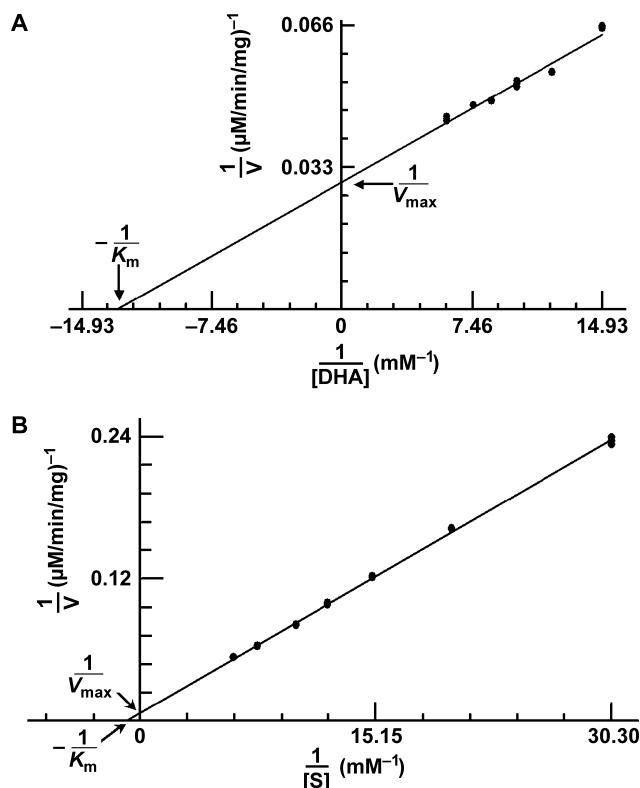 A
0.066
1/V (µM/min/mg)⁻¹
0.033
1/Vmax
– 1/Km
–14.93 –7.46 0 7.46 14.93
1/[DHA] (mM⁻¹)
B
0.24
1/V (µM/min/mg)⁻¹
0.12
1/Vmax
– 1/Km
0 15.15 30.30
1/[S] (mM⁻¹)